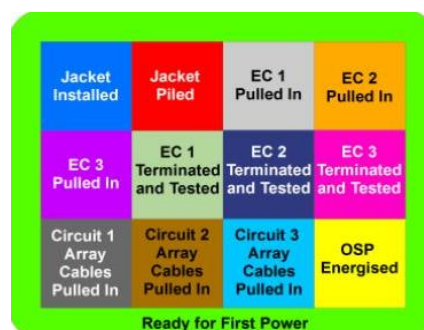 Jacket
Installed
Jacket
Piled
EC 1
Pulled In
EC 2
Pulled In
EC 3
Pulled In
EC 1
Terminated
and Tested
EC 2
Terminated
and Tested
EC 3
Terminated
and Tested
Circuit 1
Array
Cables
Pulled In
Circuit 2
Array
Cables
Pulled In
Circuit 3
Array
Cables
Pulled In
OSP
Energised
Ready for First Power